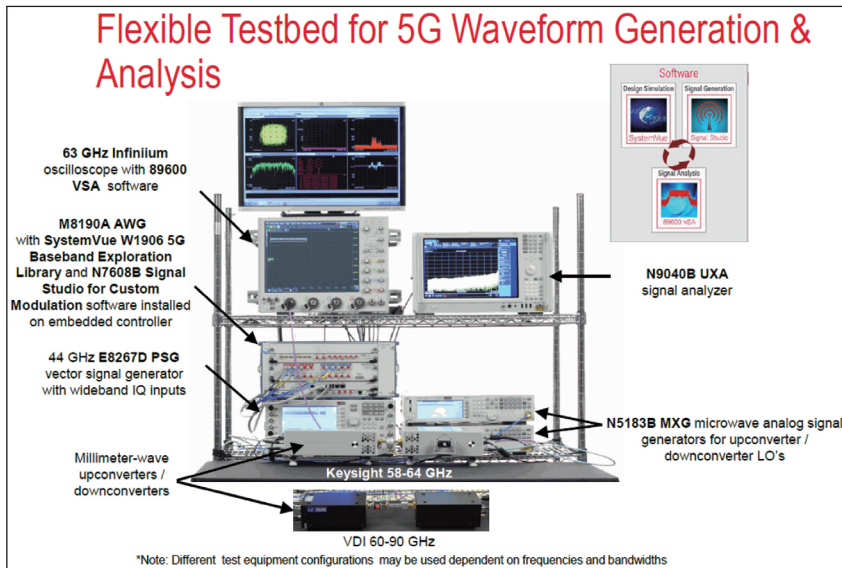 Flexible Testbed for 5G Waveform Generation &
Analysis
Software
Design Simulation
SystemVue
Signal Generation
Signal Studio
Signal Analysis
89600 VSA
63 GHz Infiniium
oscilloscope with 89600
VSA software
M8190A AWG
with SystemVue W1906 5G
Baseband Exploration
Library and N7608B Signal
Studio for Custom
Modulation software installed
on embedded controller
N9040B UXA
signal analyzer
44 GHz E8267D PSG
vector signal generator
with wideband IQ inputs
N5183B MXG microwave analog signal
generators for upconverter /
downconverter LO's
Millimeter-wave
upconverters /
downconverters
Keysight 58-64 GHz
VDI 60-90 GHz
*Note: Different test equipment configurations may be used dependent on frequencies and bandwidths